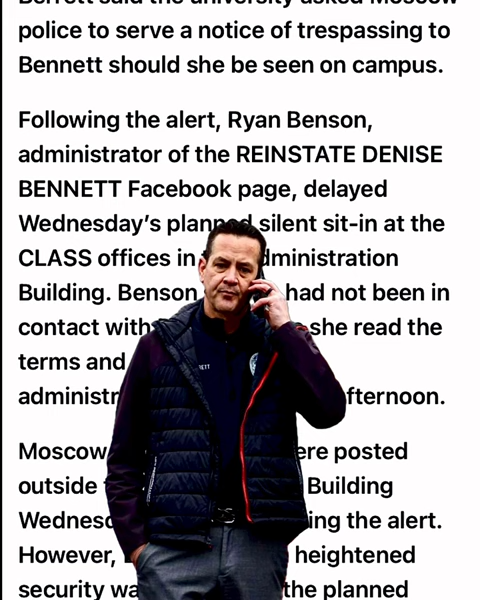 Berrett said the university asked Moscow
police to serve a notice of trespassing to
Bennett should she be seen on campus.
Following the alert, Ryan Benson,
administrator of the REINSTATE DENISE
BENNETT Facebook page, delayed
Wednesday’s planned silent sit-in at the
CLASS offices in dministration
Building. Benson had not been in
contact with she read the
terms and
administr fternoon.
Moscow ere posted
outside Building
Wednesd ing the alert.
However, heightened
security wa the planned